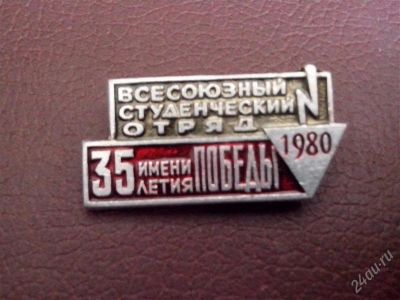 ВСЕСОЮЗНЫЙ
СТУДЕНЧЕСКИЙ
ОТРЯД
35 ИМЕНИ ЛЕТИЯ ПОБЕДЫ
1980
24au.ru